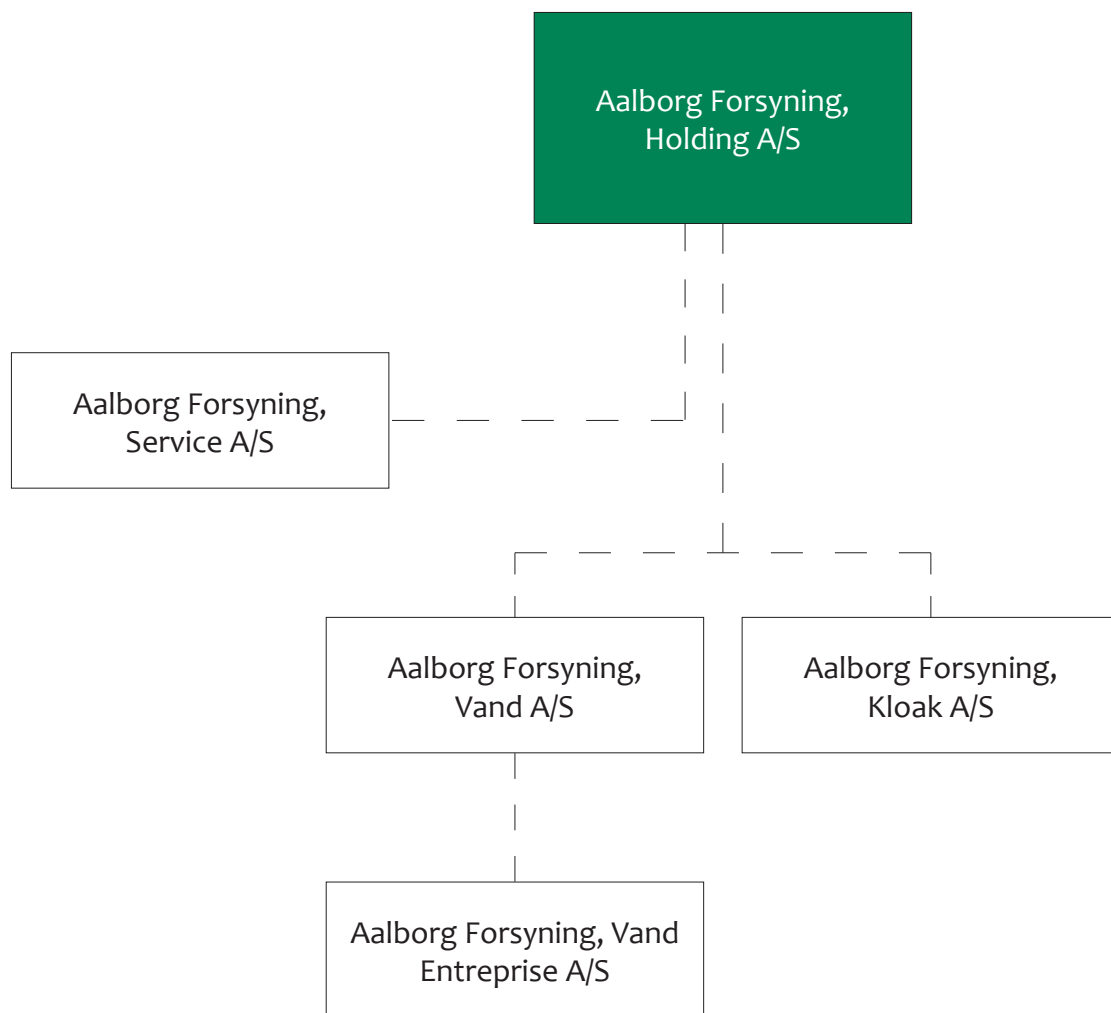 Aalborg Forsyning,
Holding A/S
Aalborg Forsyning,
Service A/S
Aalborg Forsyning,
Vand A/S
Aalborg Forsyning,
Kloak A/S
Aalborg Forsyning, Vand
Entreprise A/S